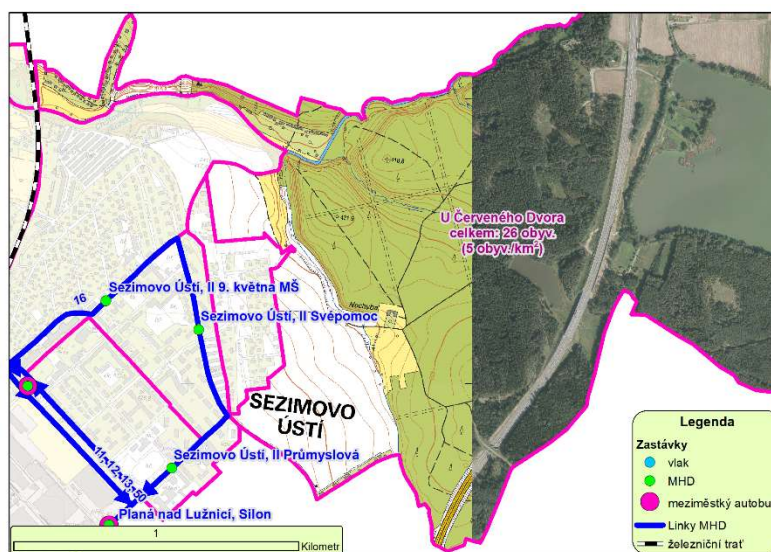 U Červeného Dvora
celkem: 26 obyv.
(5 obyv./km²)
Sezimovo Ústí, II 9. května MŠ
16
Sezimovo Ústí, II Svépomoc
Nechyba
SEZIMOVO
ÚSTÍ
11, 12, 13, 50
Sezimovo Ústí, II Průmyslová
Planá nad Lužnicí, Silon
1
Kilometr
Legenda
Zastávky
vlak
MHD
meziměstký autobu
Linky MHD
železniční trať